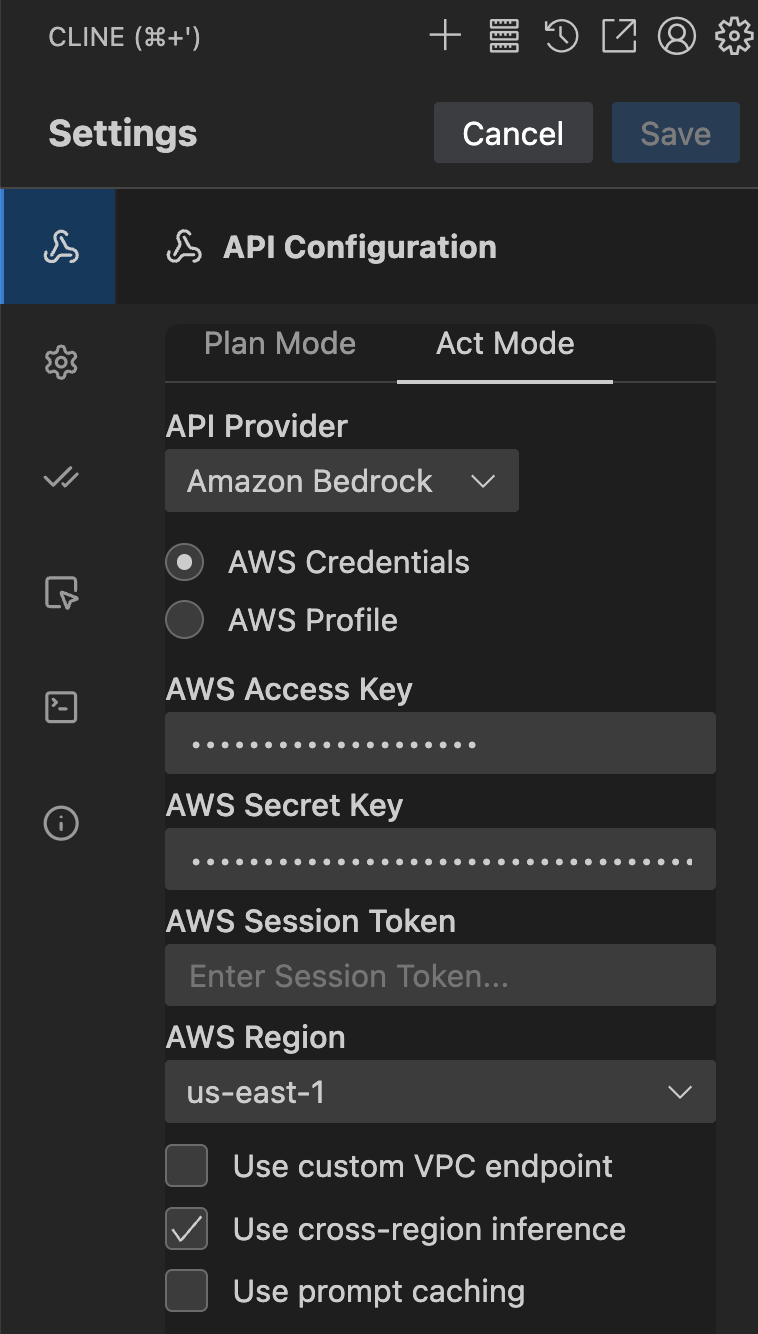 CLINE (⌘+')
Settings
Cancel
Save
API Configuration
Plan Mode
Act Mode
API Provider
Amazon Bedrock
AWS Credentials
AWS Profile
AWS Access Key
••••••••••••••••••••
AWS Secret Key
•••••••••••••••••••••••••••••••••••
AWS Session Token
Enter Session Token...
AWS Region
us-east-1
Use custom VPC endpoint
Use cross-region inference
Use prompt caching